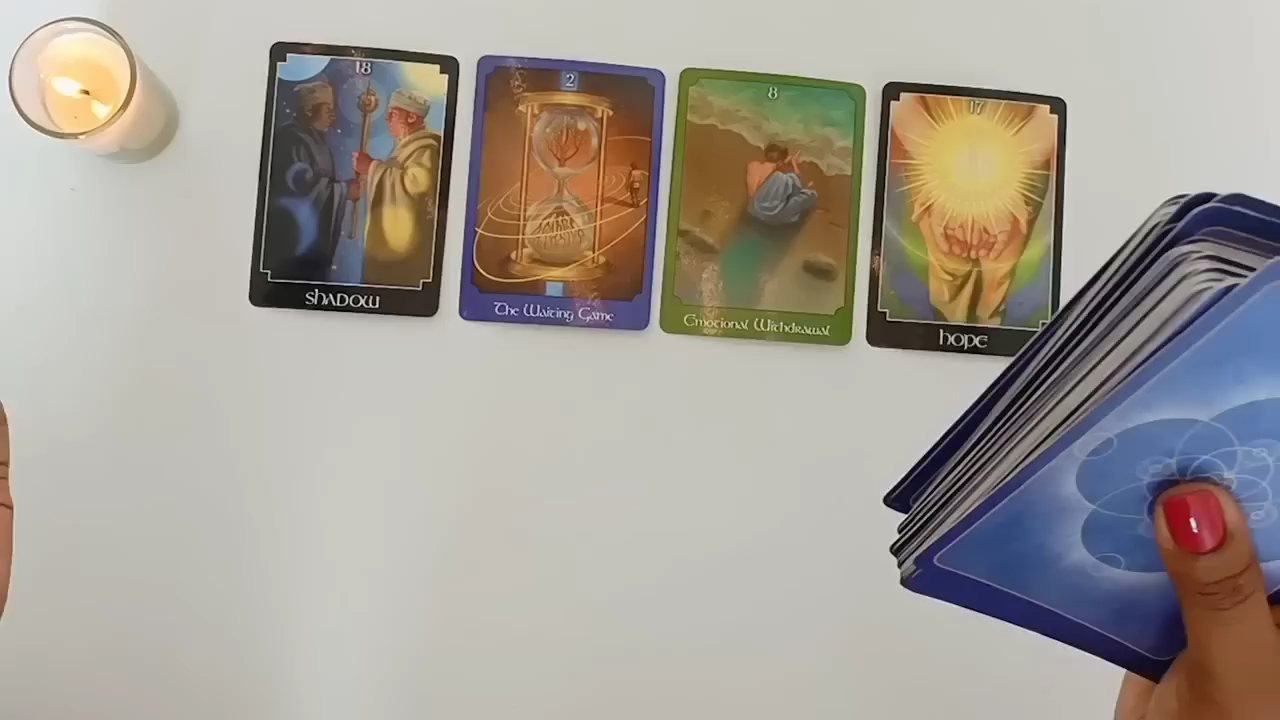 18
SHADOW
2
The Waiting Game
8
Emotional Withdrawal
17
HOPE